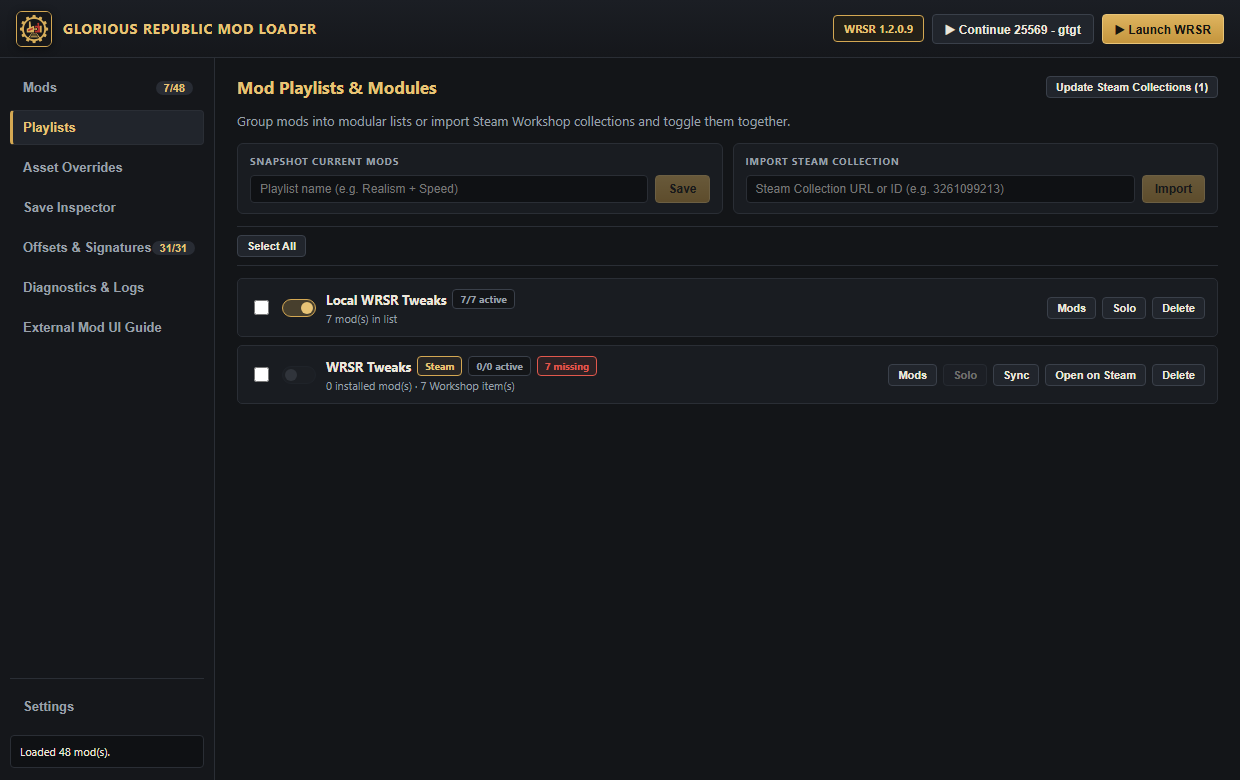 GLORIOUS REPUBLIC MOD LOADER
WRSR 1.2.0.9
▶ Continue 25569 - gtgt
▶ Launch WRSR
Mods
7/48
Playlists
Asset Overrides
Save Inspector
Offsets & Signatures
31/31
Diagnostics & Logs
External Mod UI Guide
Settings
Loaded 48 mod(s).
Mod Playlists & Modules
Update Steam Collections (1)
Group mods into modular lists or import Steam Workshop collections and toggle them together.
SNAPSHOT CURRENT MODS
Playlist name (e.g. Realism + Speed)
Save
IMPORT STEAM COLLECTION
Steam Collection URL or ID (e.g. 3261099213)
Import
Select All
Local WRSR Tweaks
7/7 active
7 mod(s) in list
Mods
Solo
Delete
WRSR Tweaks
Steam
0/0 active
7 missing
0 installed mod(s) · 7 Workshop item(s)
Mods
Solo
Sync
Open on Steam
Delete